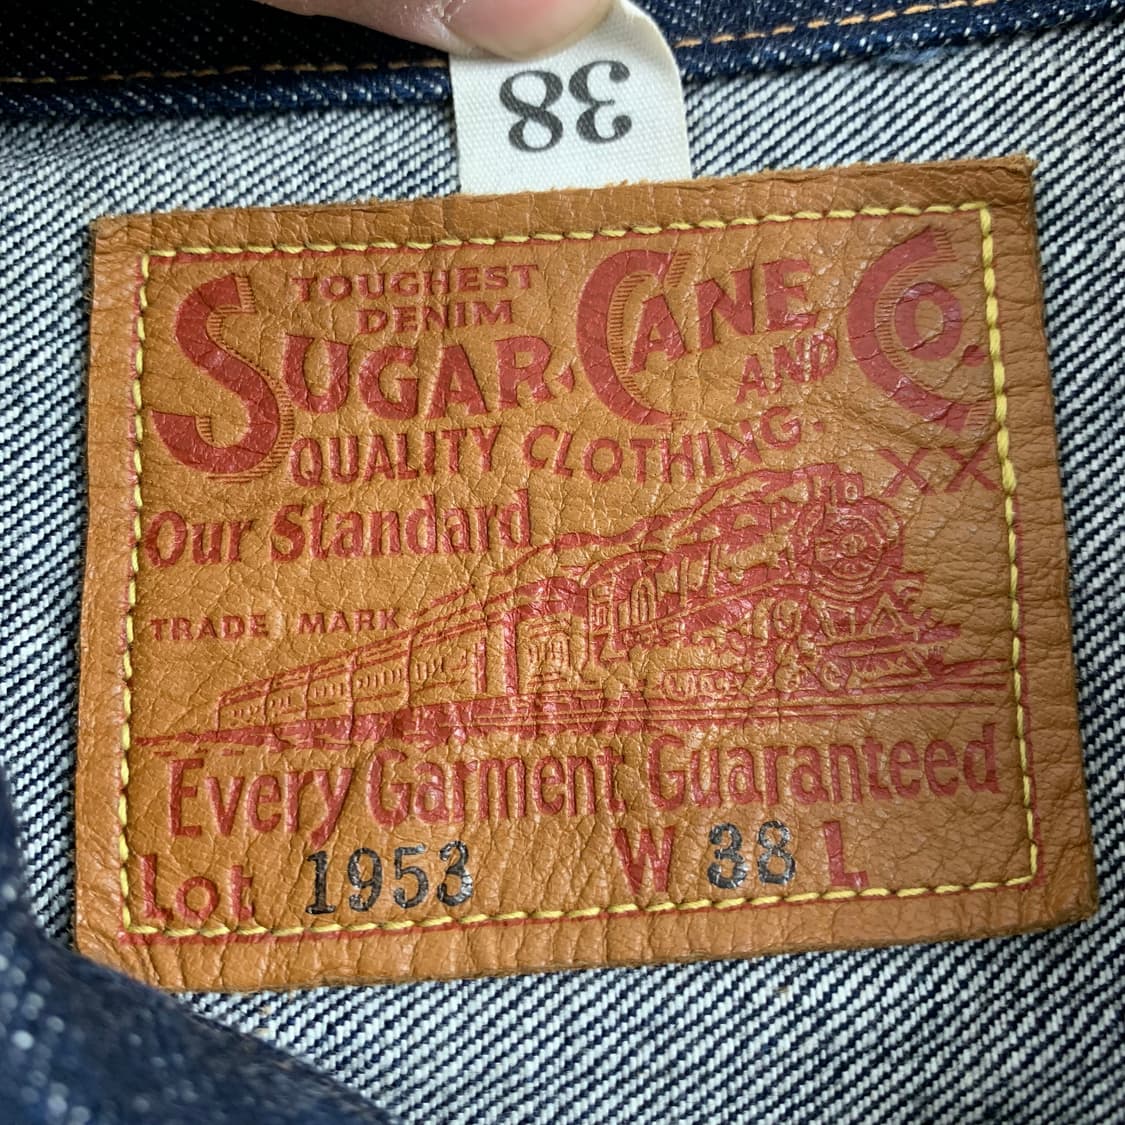 38
TOUGHEST
DENIM
SUGAR CANE CO.
AND
QUALITY CLOTHING.
XX
Our Standard
TRADE MARK
Every Garment Guaranteed
Lot 1953 W 38 L